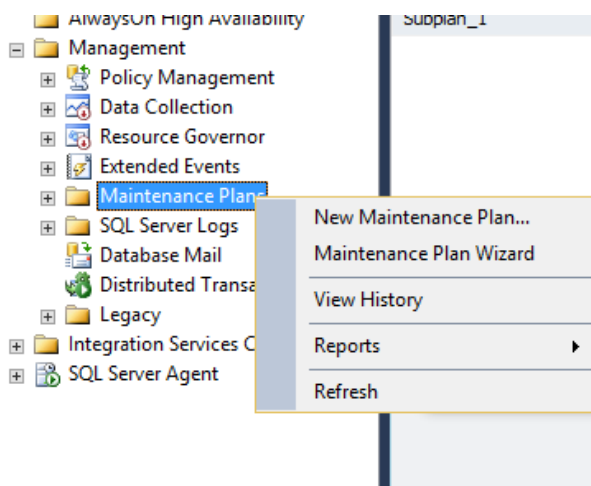 AlwaysOn High Availability
Subplan_1
Management
Policy Management
Data Collection
Resource Governor
Extended Events
Maintenance Plans
New Maintenance Plan...
SQL Server Logs
Maintenance Plan Wizard
Database Mail
Distributed Transa
View History
Legacy
Integration Services C
Reports
SQL Server Agent
Refresh